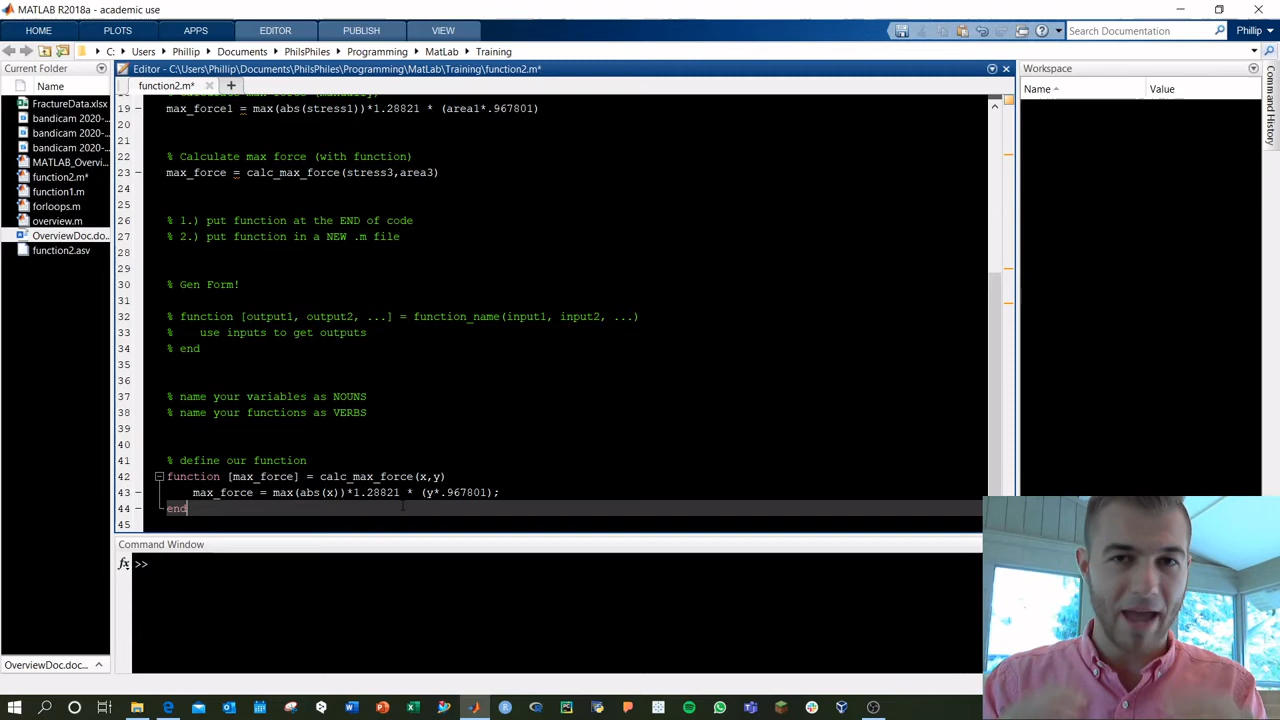 MATLAB R2018a - academic use
HOME PLOTS APPS EDITOR PUBLISH VIEW
Search Documentation
Phillip
C: Users Phillip Documents PhilsPhiles Programming MatLab Training
Current Folder
Name
FractureData.xlsx
bandicam 2020-...
bandicam 2020-...
bandicam 2020-...
MATLAB_Overvi...
function2.m*
function1.m
forloops.m
overview.m
OverviewDoc.do...
function2.asv
OverviewDoc.doc...
Editor - C:\Users\Phillip\Documents\PhilsPhiles\Programming\MatLab\Training\function2.m*
function2.m*
19 max_force1 = max(abs(stress1))*1.28821 * (area1*.967801)
20
21
22 % Calculate max force (with function)
23 max_force = calc_max_force(stress3,area3)
24
25
26 % 1.) put function at the END of code
27 % 2.) put function in a NEW .m file
28
29
30 % Gen Form!
31
32 % function [output1, output2, ...] = function_name(input1, input2, ...)
33 % use inputs to get outputs
34 % end
35
36
37 % name your variables as NOUNS
38 % name your functions as VERBS
39
40
41 % define our function
42 function [max_force] = calc_max_force(x,y)
43 max_force = max(abs(x))*1.28821 * (y*.967801);
44 end
45
Command Window
fx >>
Workspace
Name Value
Command History